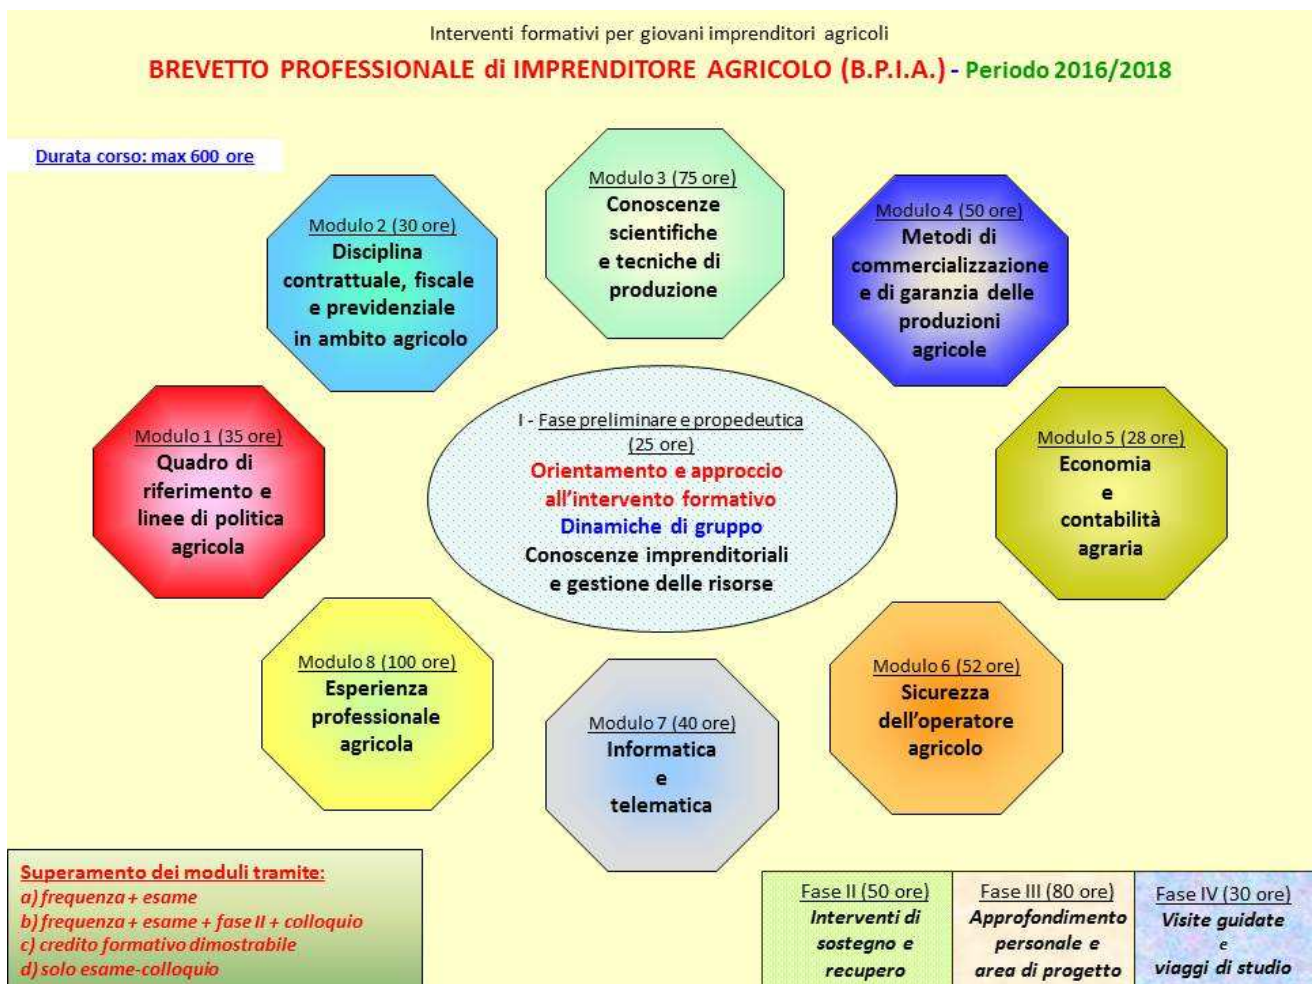 Interventi formativi per giovani imprenditori agricoli
BREVETTO PROFESSIONALE di IMPRENDITORE AGRICOLO (B.P.I.A.) - Periodo 2016/2018
Durata corso: max 600 ore
Modulo 1 (35 ore)
Quadro di
riferimento e
linee di politica
agricola
Modulo 2 (30 ore)
Disciplina
contrattuale, fiscale
e previdenziale
in ambito agricolo
Modulo 3 (75 ore)
Conoscenze
scientifiche
e tecniche di
produzione
Modulo 4 (50 ore)
Metodi di
commercializzazione
e di garanzia delle
produzioni
agricole
Modulo 5 (28 ore)
Economia
e
contabilità
agraria
Modulo 6 (52 ore)
Sicurezza
dell'operatore
agricolo
Modulo 7 (40 ore)
Informatica
e
telematica
Modulo 8 (100 ore)
Esperienza
professionale
agricola
I - Fase preliminare e propedeutica
(25 ore)
Orientamento e approccio
all'intervento formativo
Dinamiche di gruppo
Conoscenze imprenditoriali
e gestione delle risorse
Superamento dei moduli tramite:
a) frequenza + esame
b) frequenza + esame + fase II + colloquio
c) credito formativo dimostrabile
d) solo esame-colloquio
Fase II (50 ore)
Interventi di
sostegno e
recupero
Fase III (80 ore)
Approfondimento
personale e
area di progetto
Fase IV (30 ore)
Visite guidate
e
viaggi di studio